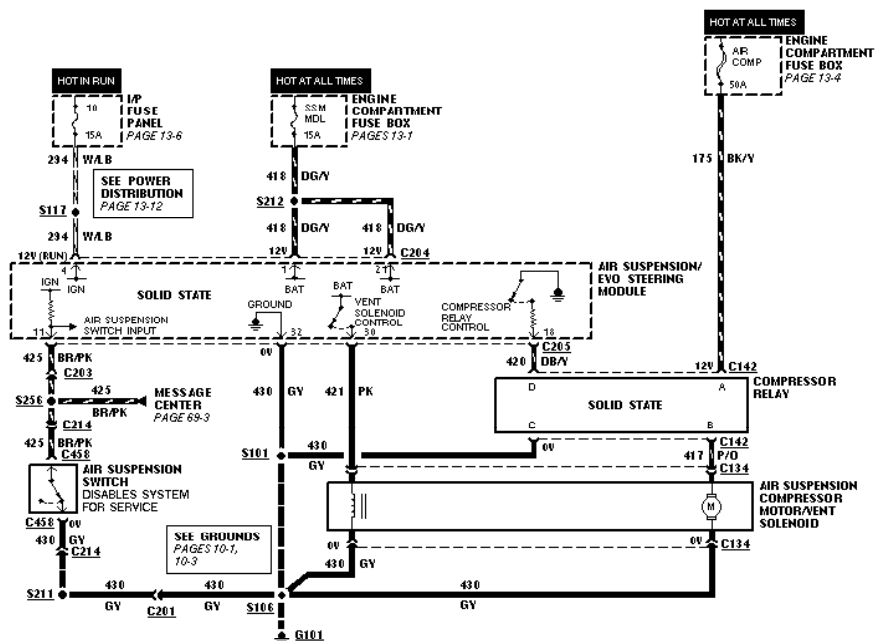 HOT AT ALL TIMES
ENGINE
COMPARTMENT
FUSE BOX
PAGE 13-4
AIR
COMP
50A
HOT IN RUN
I/P
FUSE
PANEL
PAGE 13-6
10
15A
HOT AT ALL TIMES
ENGINE
COMPARTMENT
FUSE BOX
PAGES 13-1
SSM
MDL
15A
294 W/LB
SEE POWER
DISTRIBUTION
PAGE 13-12
S117
294 W/LB
418 DG/Y
S212
418 DG/Y
418 DG/Y
175 BK/Y
12V (RUN)
12V
12V
C204
4
1
21
IGN
IGN
BAT
BAT
SOLID STATE
AIR SUSPENSION
SWITCH INPUT
GROUND
BAT
VENT
SOLENOID
CONTROL
COMPRESSOR
RELAY
CONTROL
AIR SUSPENSION/
EVO STEERING
MODULE
11
32
30
18
0V
C205
425 BR/PK
C203
S256
425
BR/PK
MESSAGE
CENTER
PAGE 69-3
C214
425 BR/PK
C458
430 GY
421 PK
420 DB/Y
12V C142
D
A
SOLID STATE
C
B
COMPRESSOR
RELAY
0V
C142
417 P/O
C134
S101
430
GY
AIR SUSPENSION
SWITCH
DISABLES SYSTEM
FOR SERVICE
C458 0V
430 GY
C214
M
AIR SUSPENSION
COMPRESSOR
MOTOR/VENT
SOLENOID
0V
0V C134
SEE GROUNDS
PAGES 10-1,
10-3
430 GY
S211
430
GY
C201
430
GY
S106
430
GY
G101